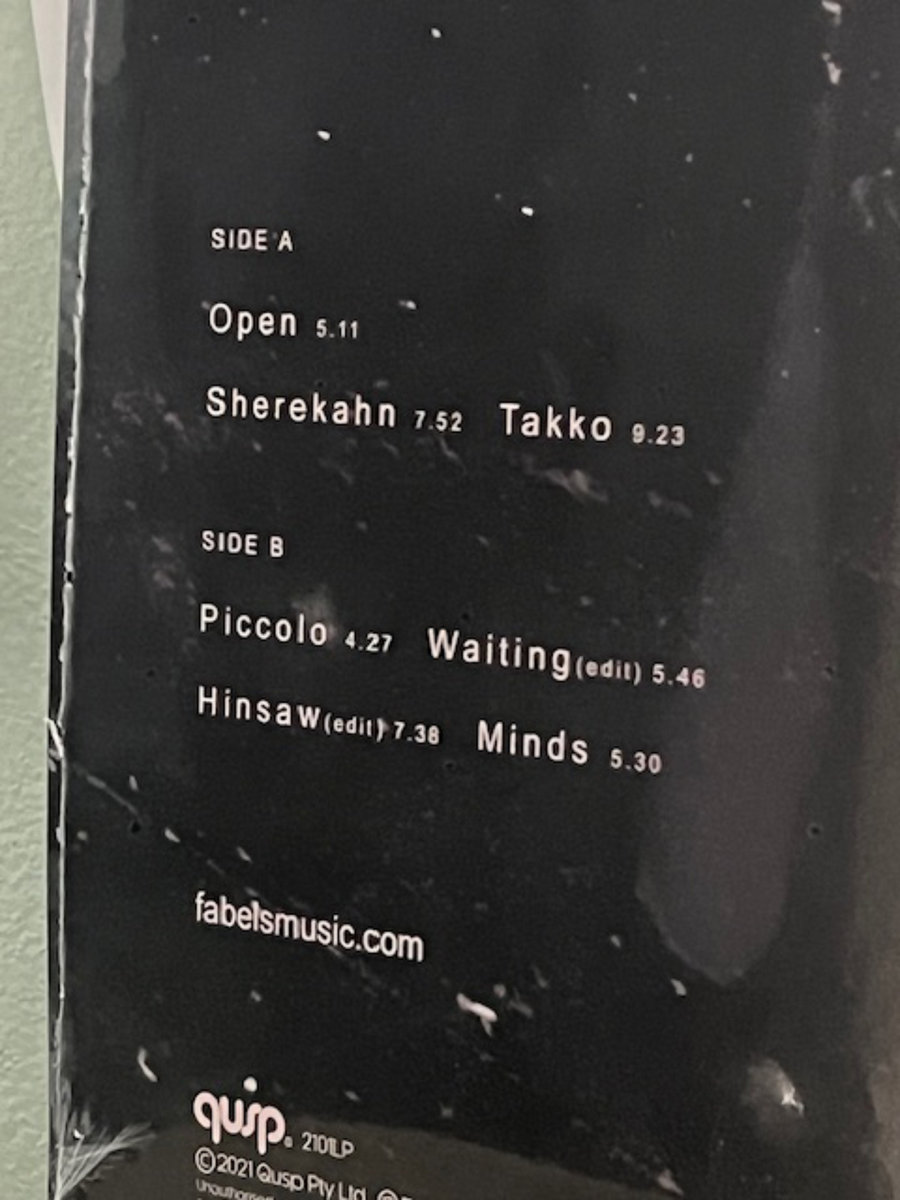 SIDE A
Open 5.11
Sherekahn 7.52 Takko 9.23
SIDE B
Piccolo 4.27 Waiting(edit) 5.46
Hinsaw(edit) 7.38 Minds 5.30
fabelsmusic.com
qusp. 2101LP
©2021 Qusp Pty Ltd.